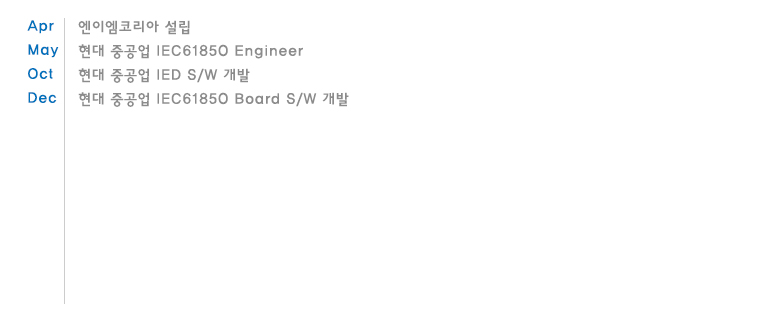 Apr 엔이엠코리아 설립
May 현대 중공업 IEC61850 Engineer
Oct 현대 중공업 IED S/W 개발
Dec 현대 중공업 IEC61850 Board S/W 개발